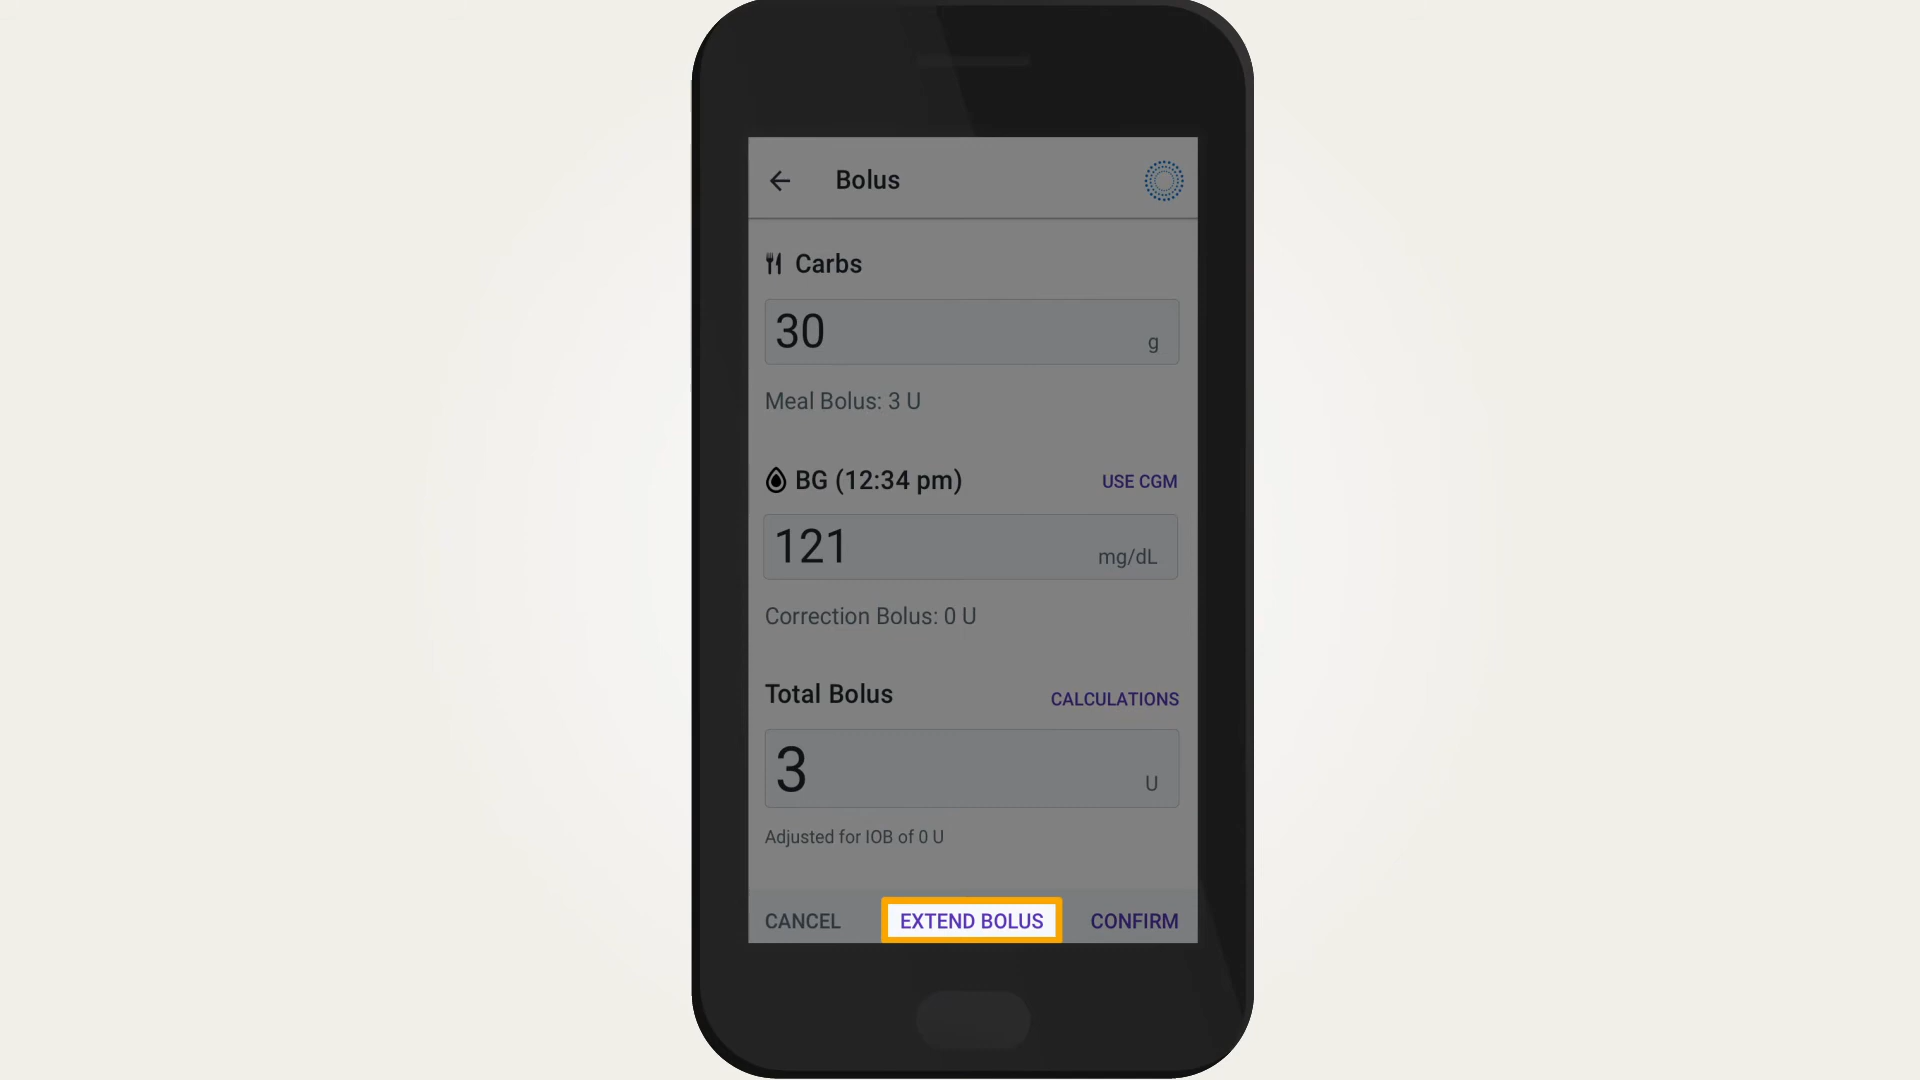 Bolus
Carbs
30 g
Meal Bolus: 3 U
BG (12:34 pm) USE CGM
121 mg/dL
Correction Bolus: 0 U
Total Bolus CALCULATIONS
3 U
Adjusted for IOB of 0 U
CANCEL EXTEND BOLUS CONFIRM